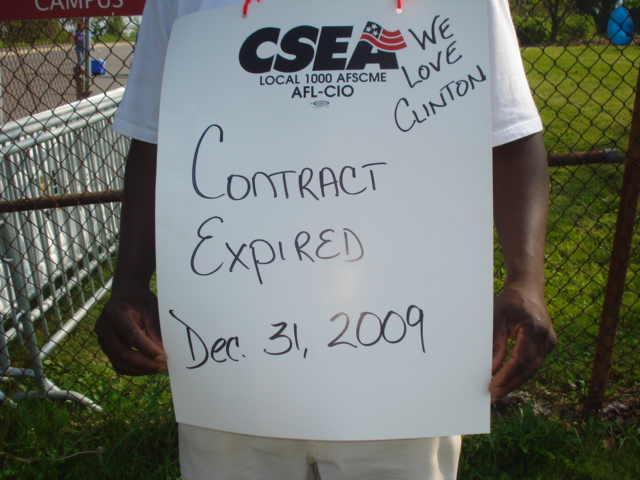 CAMPUS
CSEA
LOCAL 1000 AFSCME
AFL-CIO
WE
LOVE
CLINTON
CONTRACT
EXPIRED
Dec. 31, 2009